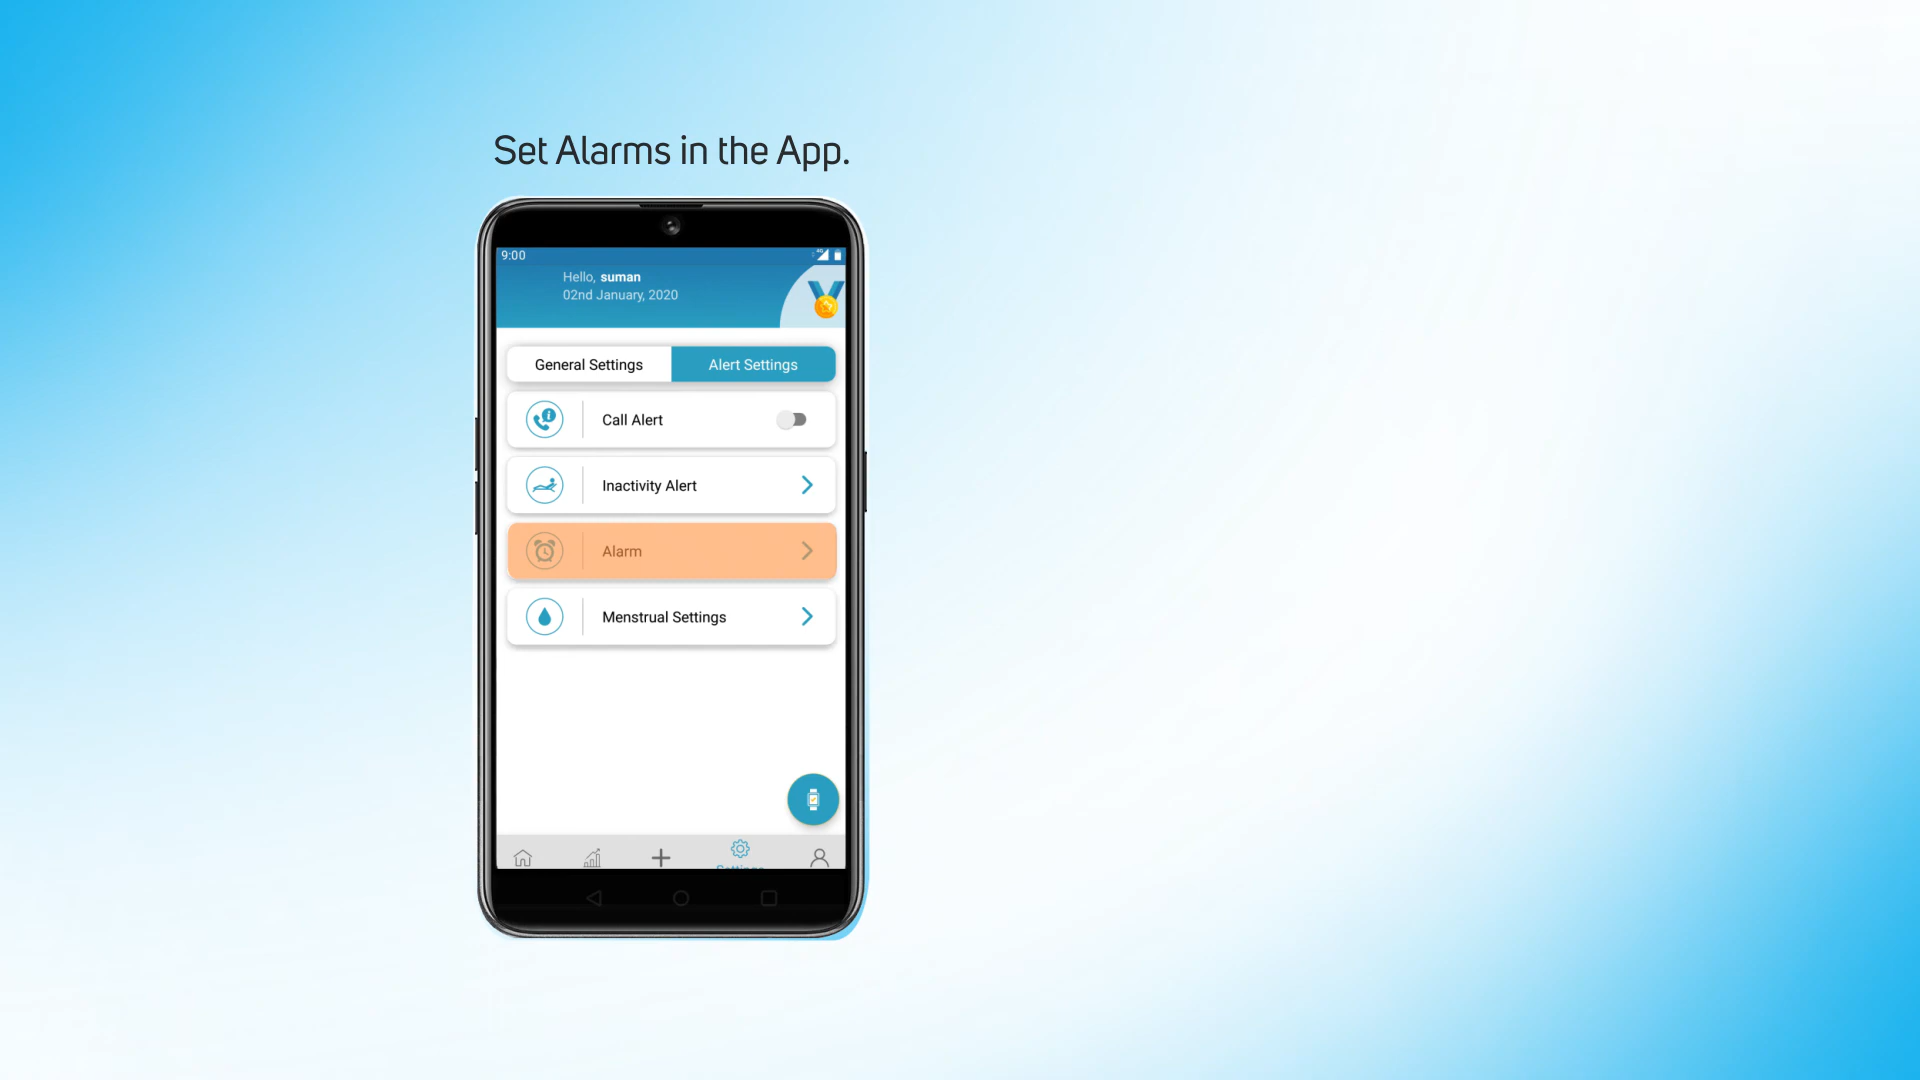 Set Alarms in the App.
9:00
Hello, suman
02nd January, 2020
General Settings
Alert Settings
Call Alert
Inactivity Alert
Alarm
Menstrual Settings